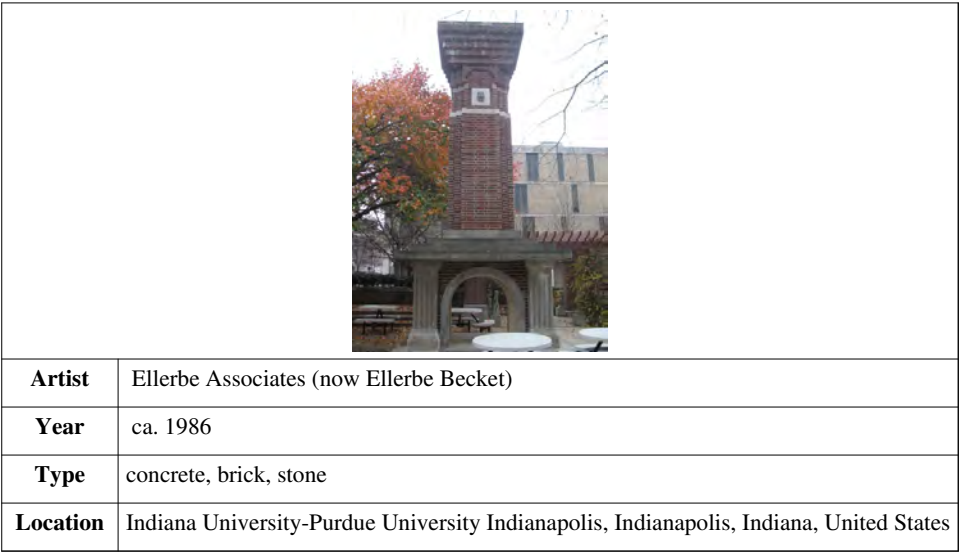 Artist Ellerbe Associates (now Ellerbe Becket)
Year ca. 1986
Type concrete, brick, stone
Location Indiana University-Purdue University Indianapolis, Indianapolis, Indiana, United States